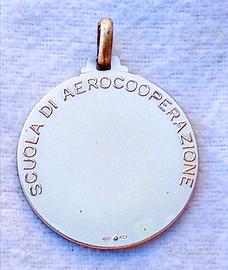 SCUOLA DI AEROCOOPERAZIONE